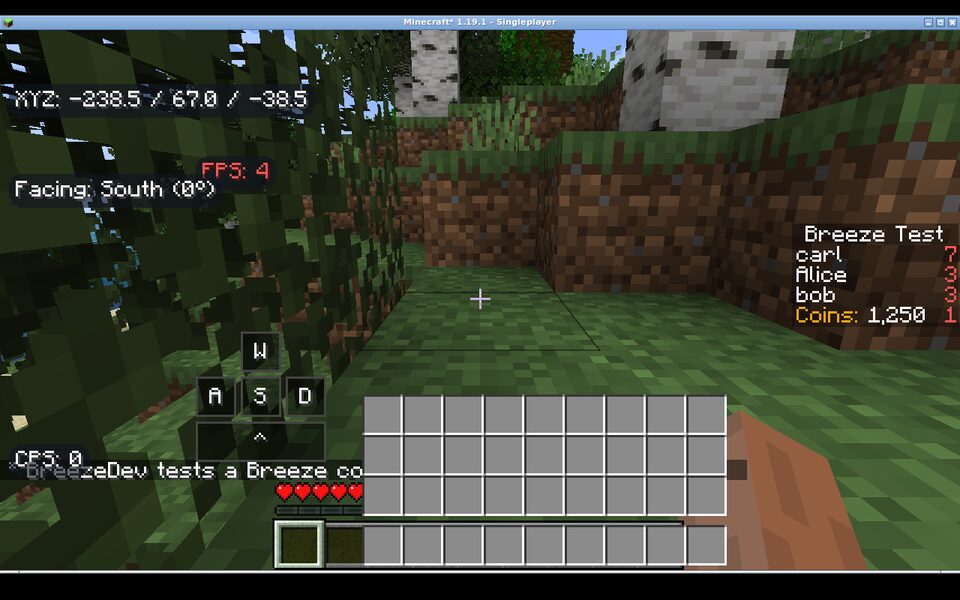 Minecraft* 1.19.1 - Singleplayer
XYZ: -238.5 / 67.0 / -38.5
FPS: 4
Facing: South (0°)
Breeze Test
carl 7
Alice 3
bob 3
Coins: 1,250 1
W
A S D
^
CPS: 0
* BreezeDev tests a Breeze co